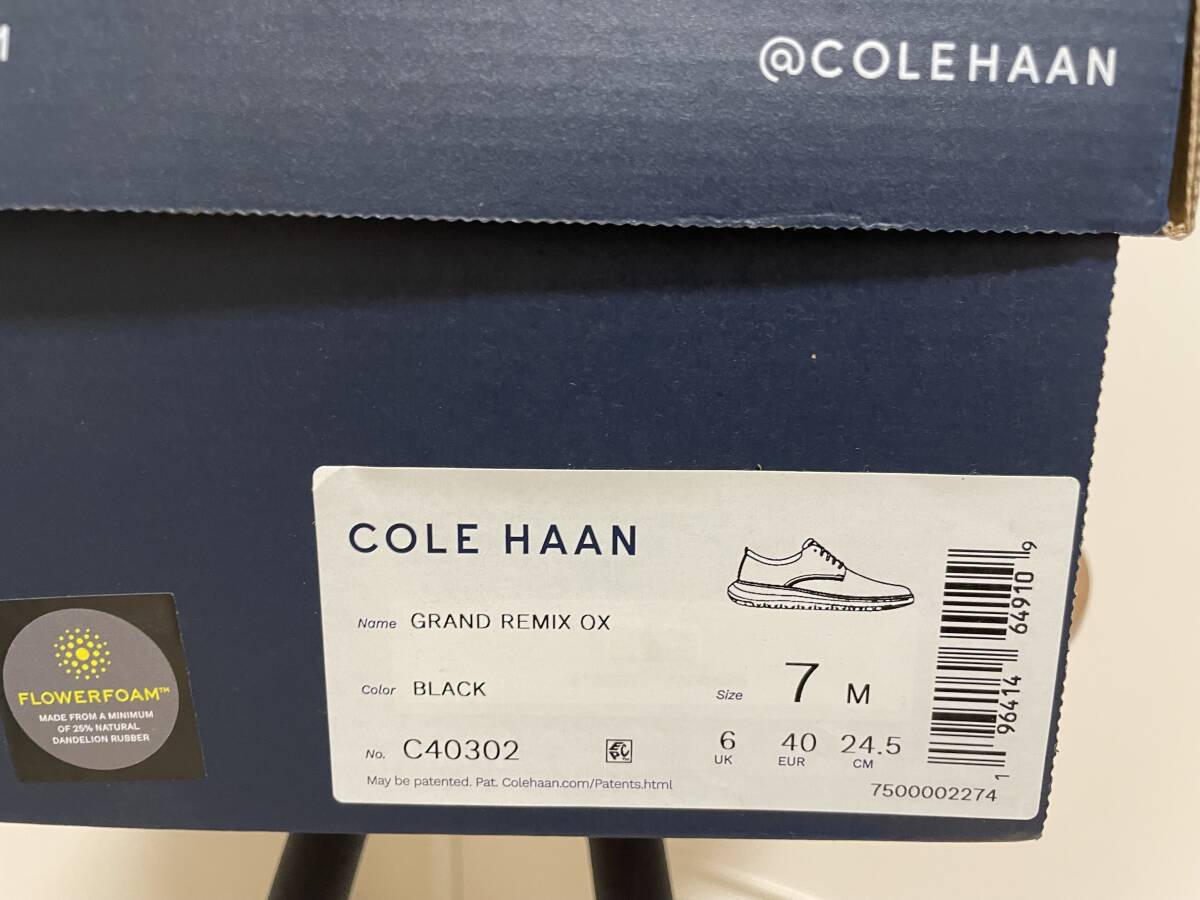 @COLEHAAN
COLE HAAN
Name GRAND REMIX OX
Color BLACK
Size 7 M
No. C40302
6 40 24.5
UK EUR CM
May be patented. Pat. Colehaan.com/Patents.html
7500002274
1 96414 64910 9
FLOWERFOAM™
MADE FROM A MINIMUM
OF 25% NATURAL
DANDELION RUBBER